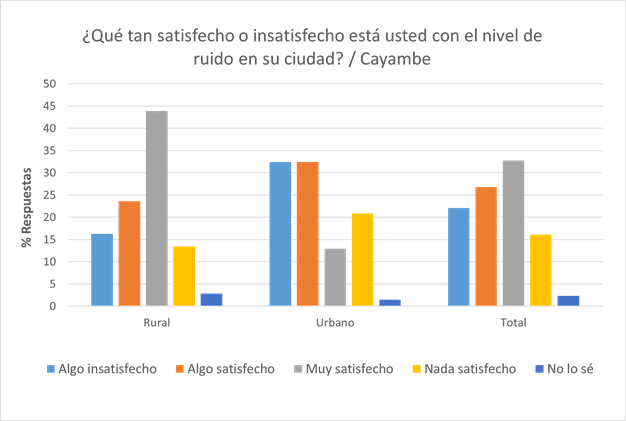 ¿Qué tan satisfecho o insatisfecho está usted con el nivel de
ruido en su ciudad? / Cayambe
% Respuestas
50
45
40
35
30
25
20
15
10
5
0
Rural Urbano Total
Algo insatisfecho Algo satisfecho Muy satisfecho Nada satisfecho No lo sé